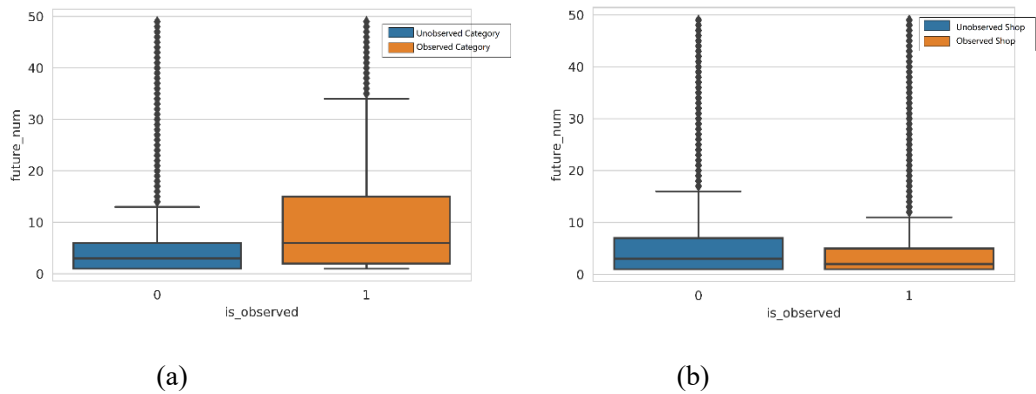 50
40
30
20
10
0
future_num
Unobserved Category
Observed Category
0 1
is_observed
(a)
50
40
30
20
10
0
future_num
Unobserved Shop
Observed Shop
0 1
is_observed
(b)